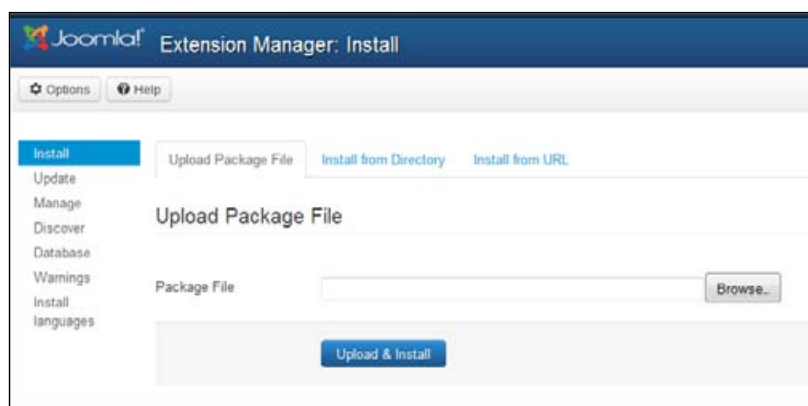 Joomla! Extension Manager: Install
Options Help
Install
Update
Manage
Discover
Database
Warnings
Install
languages
Upload Package File Install from Directory Install from URL
Upload Package File
Package File Browse...
Upload & Install